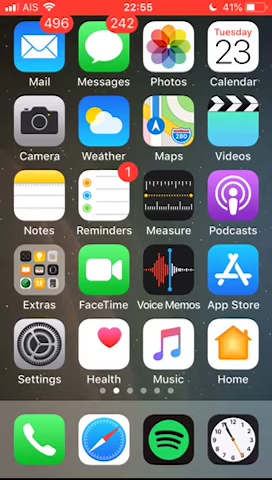 AIS 22:55 41%
496 242 Tuesday
23
Mail Messages Photos Calendar
280
Camera Weather Maps Videos
1
Notes Reminders Measure Podcasts
Extras FaceTime Voice Memos App Store
Settings Health Music Home